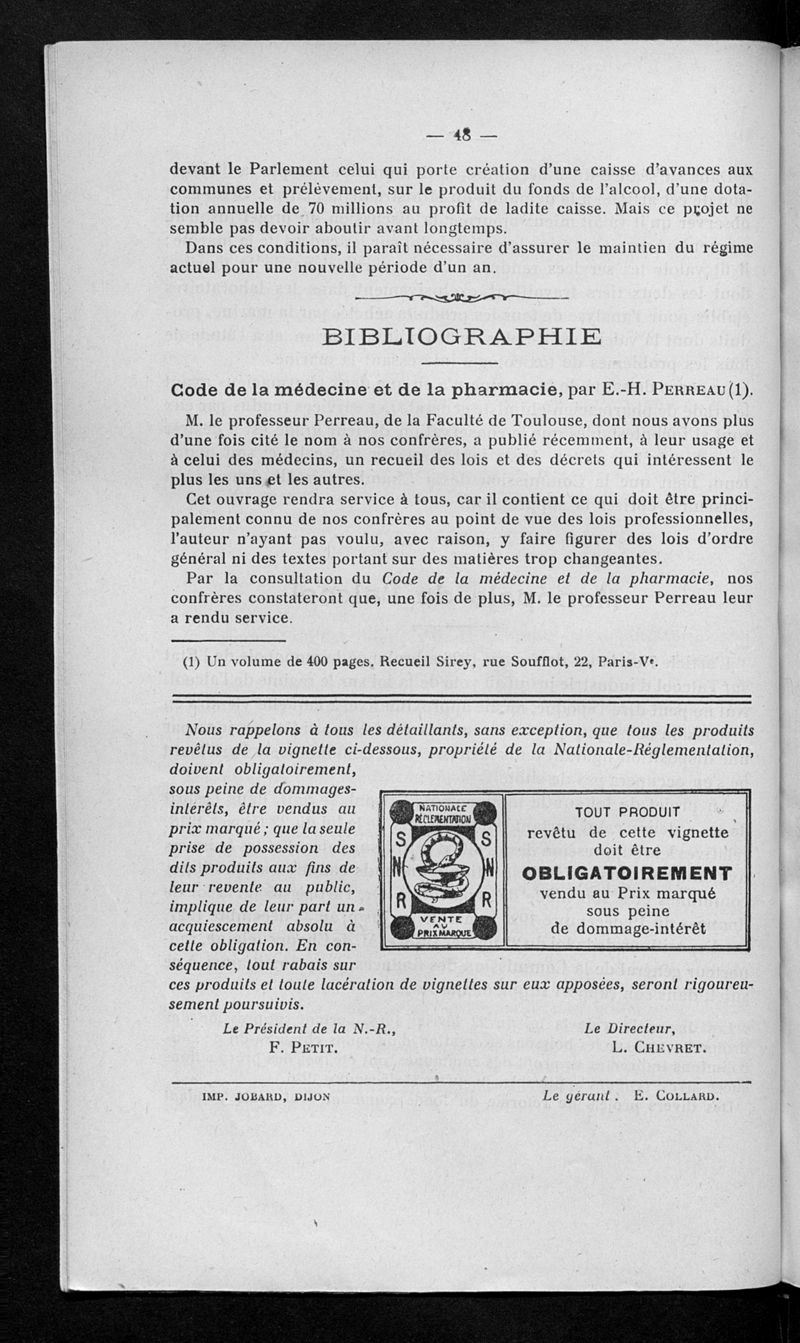 — 48 —
devant le Parlement celui qui porte création d'une caisse d'avances aux
communes et prélèvement, sur le produit du fonds de l'alcool, d'une dota-
tion annuelle de 70 millions au profit de ladite caisse. Mais ce projet ne
semble pas devoir aboutir avant longtemps.
Dans ces conditions, il paraît nécessaire d'assurer le maintien du régime
actuel pour une nouvelle période d'un an.
BIBLIOGRAPHIE
Code de la médecine et de la pharmacie, par E.-H. PERREAU (1).
M. le professeur Perreau, de la Faculté de Toulouse, dont nous avons plus
d'une fois cité le nom à nos confrères, a publié récemment, à leur usage et
à celui des médecins, un recueil des lois et des décrets qui intéressent le
plus les uns et les autres.
Cet ouvrage rendra service à tous, car il contient ce qui doit être princi-
palement connu de nos confrères au point de vue des lois professionnelles,
l'auteur n'ayant pas voulu, avec raison, y faire figurer des lois d'ordre
général ni des textes portant sur des matières trop changeantes.
Par la consultation du Code de la médecine et de la pharmacie, nos
confrères constateront que, une fois de plus, M. le professeur Perreau leur
a rendu service.
(1) Un volume de 400 pages. Recueil Sirey, rue Soufflot, 22, Paris-Vᵉ.
Nous rappelons à tous les détaillants, sans exception, que tous les produits
revêtus de la vignette ci-dessous, propriété de la Nationale-Réglementation,
doivent obligatoirement,
sous peine de dommages-
intérêts, être vendus au
prix marqué ; que la seule
prise de possession des
dits produits aux fins de
leur revente au public,
implique de leur part un
acquiescement absolu à
cette obligation. En con-
séquence, tout rabais sur
NATIONALE
RÉGLEMENTATION
S S
N N
R R
VENTE
AU
PRIX MARQUÉ
TOUT PRODUIT
revêtu de cette vignette
doit être
OBLIGATOIREMENT
vendu au Prix marqué
sous peine
de dommage-intérêt
ces produits et toute lacération de vignettes sur eux apposées, seront rigoureu-
sement poursuivis.
Le Président de la N.-R., Le Directeur,
F. PETIT. L. CHEVRET.
IMP. JOBARD, DIJON Le gérant . E. COLLARD.